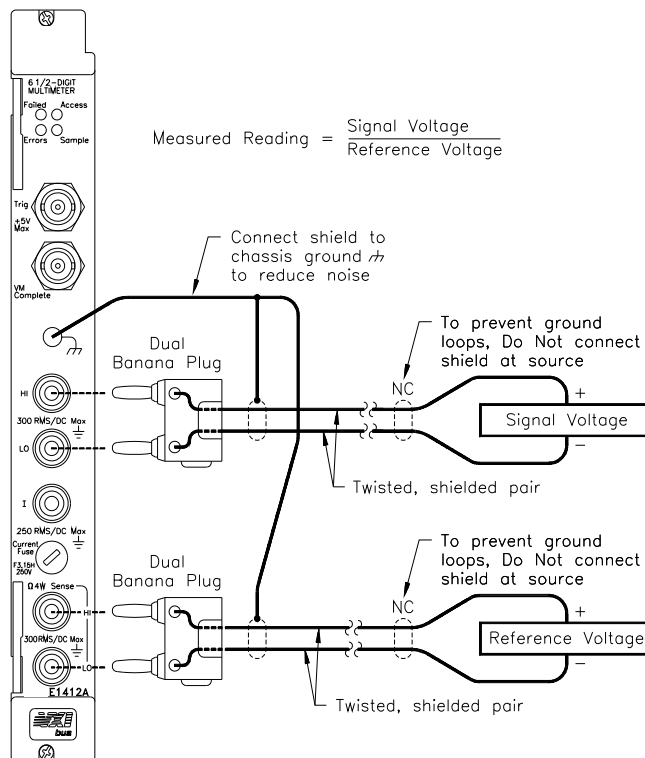 6 1/2-DIGIT
MULTIMETER
Failed Access
Errors Sample
Measured Reading = Signal Voltage
Reference Voltage
Trig
+5V
Max
VM
Complete
Connect shield to
chassis ground
to reduce noise
Dual
Banana Plug
To prevent ground
loops, Do Not connect
shield at source
NC
HI
300 RMS/DC Max
LO
+
Signal Voltage
–
Twisted, shielded pair
I
250 RMS/DC Max
Current
Fuse
F3.15H
250V
Dual
Banana Plug
To prevent ground
loops, Do Not connect
shield at source
NC
Ω4W Sense
HI
300RMS/DC Max
LO
+
Reference Voltage
–
Twisted, shielded pair
E1412A
VXI
bus